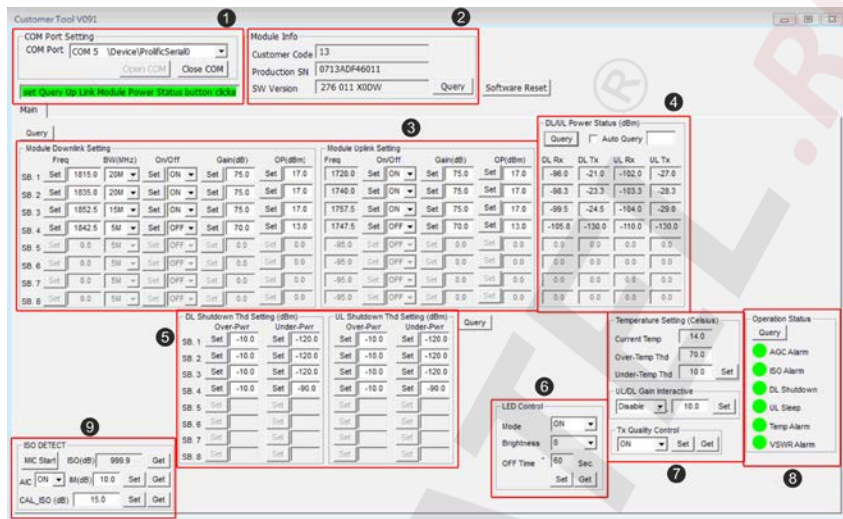 Customer Tool V091
1
2
COM Port Setting
COM Port COM 5 \Device\ProlificSerial0
Open COM Close COM
set Query Up Link Module Power Status button clicke
Module Info
Customer Code 13
Production SN 0713ADF46011
SW Version 276 011 X0DW Query
Software Reset
Main
Query
3
4
Module Downlink Setting
Freq BW(MHz) On/Off Gain(dB) OP(dBm)
SB. 1 Set 1815.0 20M Set ON Set 75.0 Set 17.0
SB. 2 Set 1835.0 20M Set ON Set 75.0 Set 17.0
SB. 3 Set 1852.5 15M Set ON Set 75.0 Set 17.0
SB. 4 Set 1842.5 5M Set OFF Set 70.0 Set 13.0
SB. 5 Set 0.0 5M Set OFF Set 0.0 Set 0.0
SB. 6 Set 0.0 5M Set OFF Set 0.0 Set 0.0
SB. 7 Set 0.0 5M Set OFF Set 0.0 Set 0.0
SB. 8 Set 0.0 5M Set OFF Set 0.0 Set 0.0
Module Uplink Setting
Freq On/Off Gain(dB) OP(dBm)
1720.0 Set ON Set 75.0 Set 17.0
1740.0 Set ON Set 75.0 Set 17.0
1757.5 Set ON Set 75.0 Set 17.0
1747.5 Set OFF Set 70.0 Set 13.0
-95.0 Set OFF Set 0.0 Set 0.0
-95.0 Set OFF Set 0.0 Set 0.0
-95.0 Set OFF Set 0.0 Set 0.0
-95.0 Set OFF Set 0.0 Set 0.0
DL/UL Power Status (dBm)
Query Auto Query
DL Rx DL Tx UL Rx UL Tx
-96.0 -21.0 -102.0 -27.0
-98.3 -23.3 -103.3 -28.3
-99.5 -24.5 -104.0 -29.0
-105.8 -130.0 -110.0 -130.0
0.0 0.0 0.0 0.0
0.0 0.0 0.0 0.0
0.0 0.0 0.0 0.0
0.0 0.0 0.0 0.0
5
DL Shutdown Thd Setting (dBm)
Over-Pwr Under-Pwr
SB. 1 Set -10.0 Set -120.0
SB. 2 Set -10.0 Set -120.0
SB. 3 Set -10.0 Set -120.0
SB. 4 Set -10.0 Set -90.0
SB. 5 Set Set
SB. 6 Set Set
SB. 7 Set Set
SB. 8 Set Set
UL Shutdown Thd Setting (dBm)
Over-Pwr Under-Pwr
Set -10.0 Set -120.0
Set -10.0 Set -120.0
Set -10.0 Set -120.0
Set -10.0 Set -90.0
Set Set
Set Set
Set Set
Set Set
Query
6
LED Control
Mode ON
Brightness 8
OFF Time 60 Sec.
Set Get
Temperature Setting (Celsius)
Current Temp 14.0
Over-Temp Thd 70.0
Under-Temp Thd 10.0 Set
UL/DL Gain Interactive
Disable 10.0 Set
Tx Quality Control
ON Set Get
7
Operation Status
Query
AGC Alarm
ISO Alarm
DL Shutdown
UL Sleep
Temp Alarm
VSWR Alarm
8
9
ISO DETECT
MIC Start ISO(dB) 999.9 Get
AIC ON IM(dB) 10.0 Set Get
CAL_ISO (dB) 15.0 Set Get
®